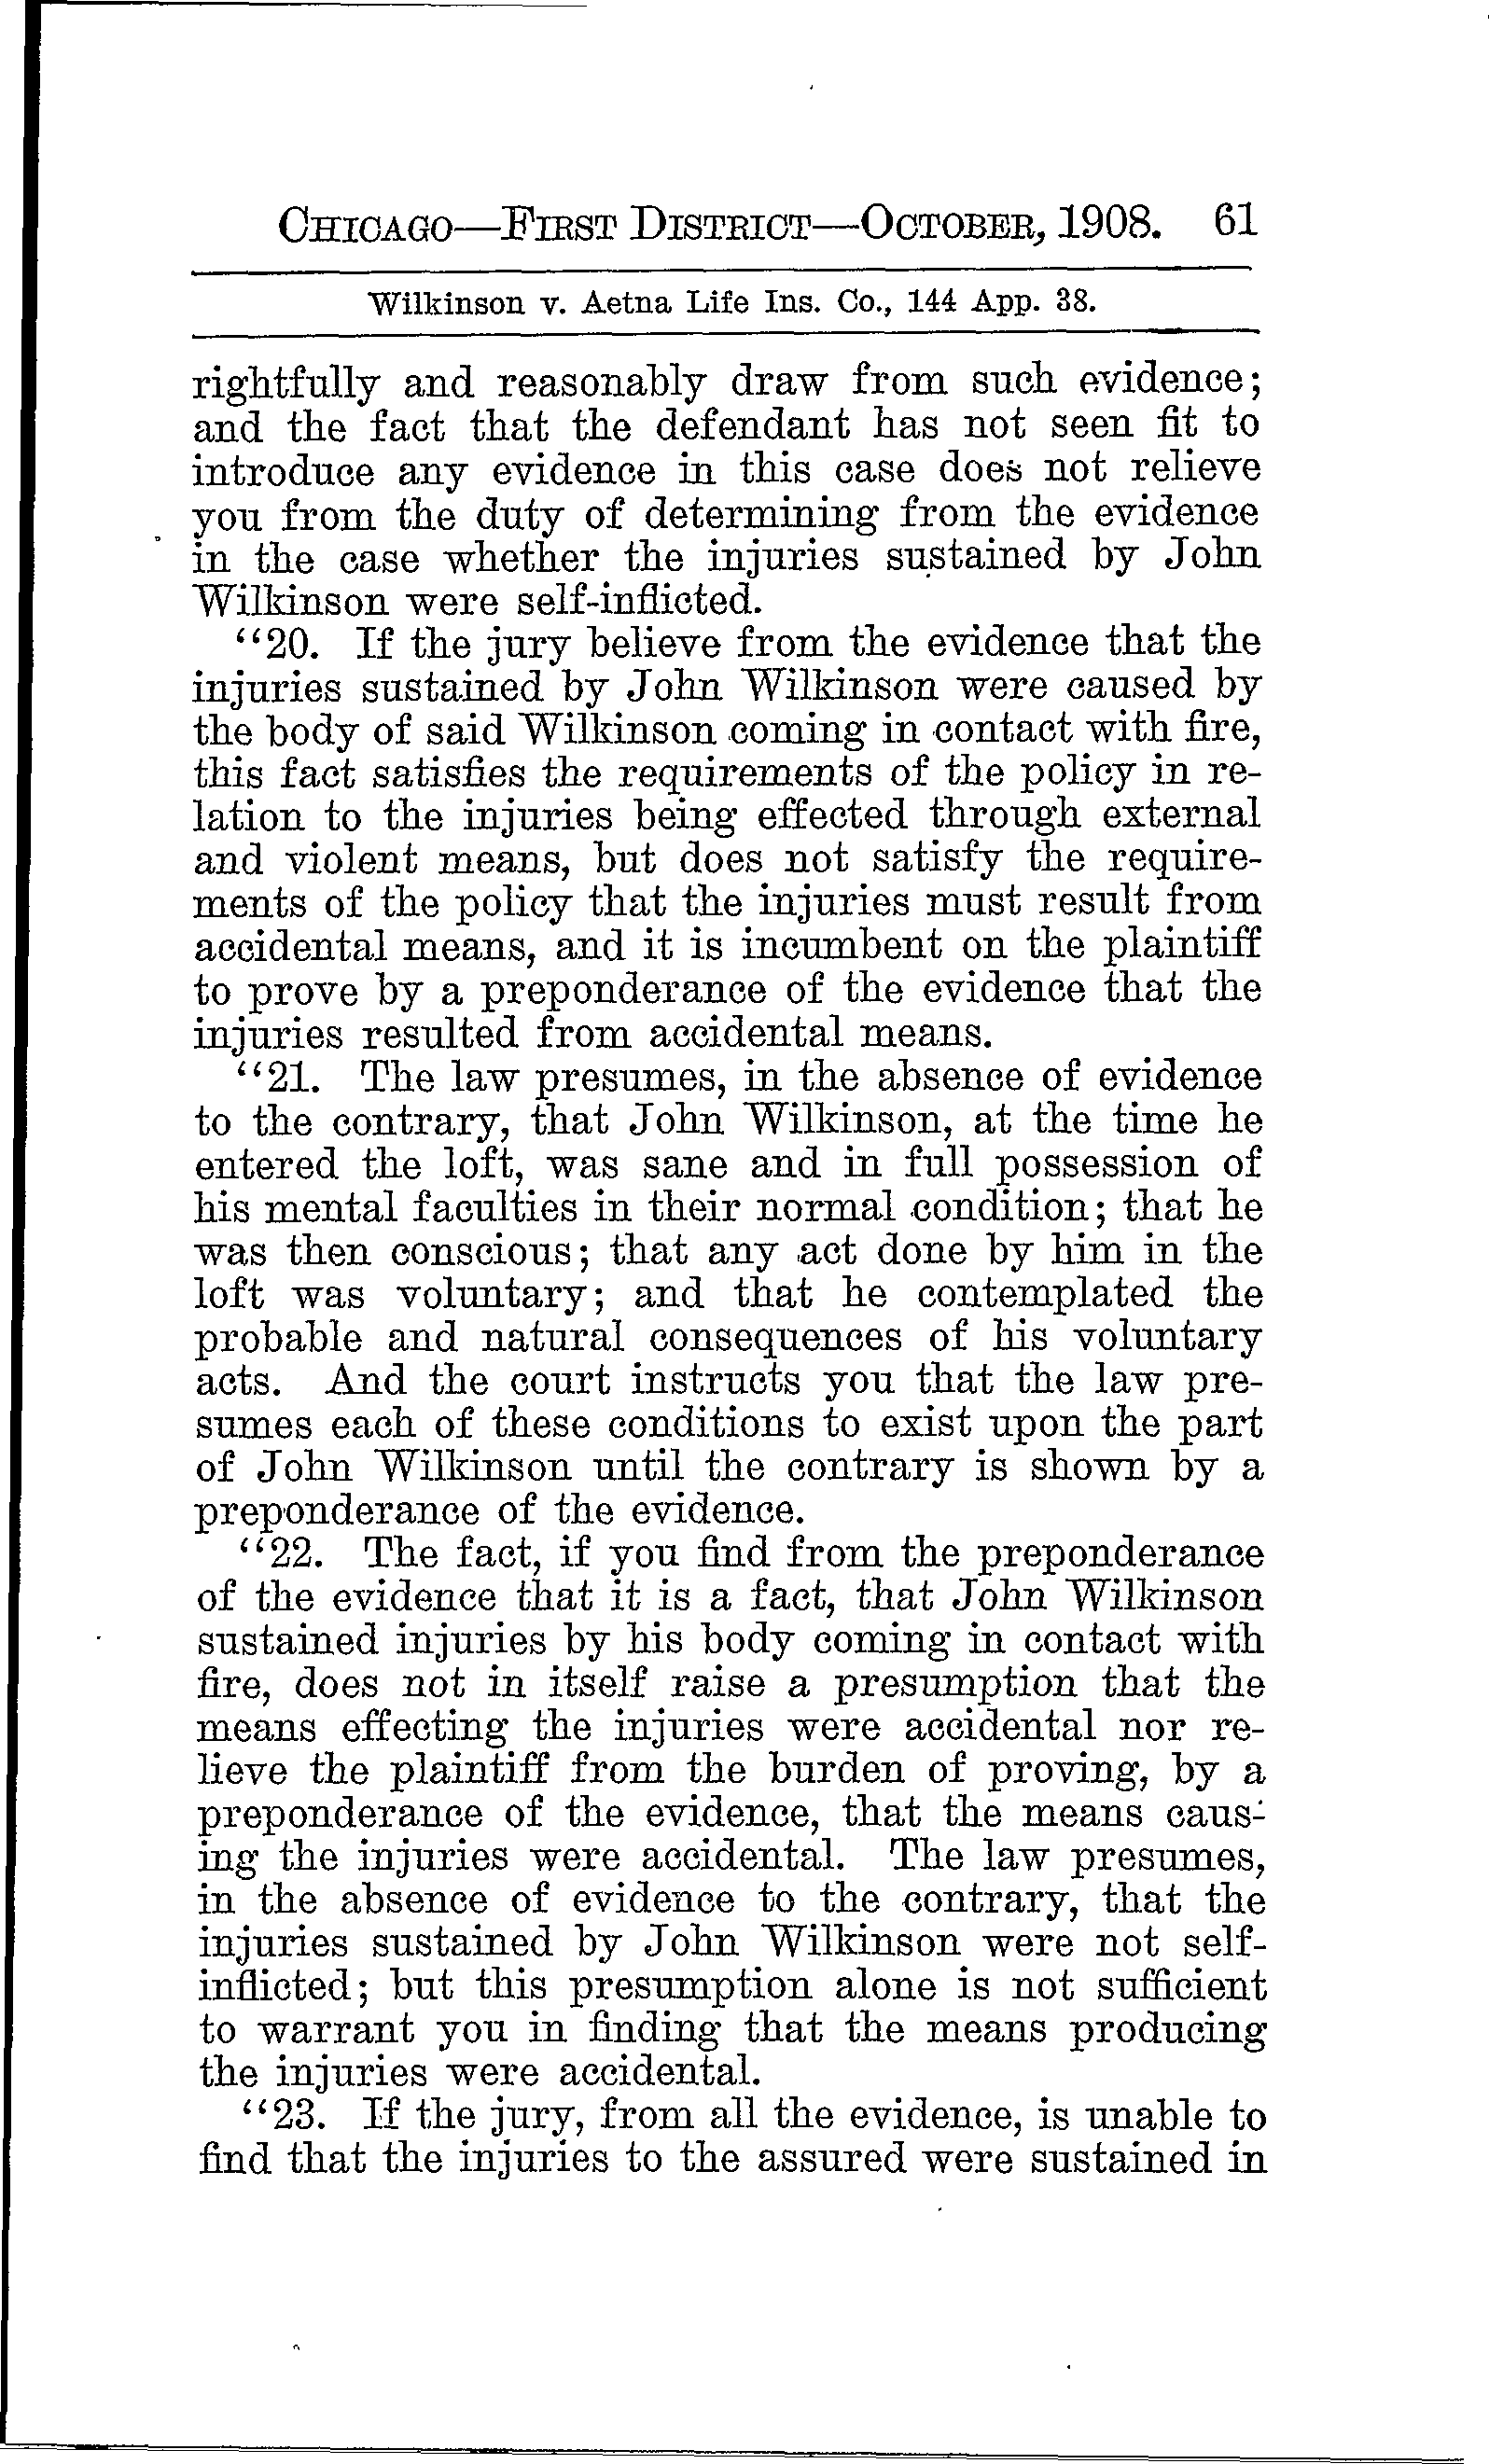 CHICAGO—FIRST DISTRICT—OCTOBER, 1908. 61
Wilkinson v. Aetna Life Ins. Co., 144 App. 38.
rightfully and reasonably draw from such evidence;
and the fact that the defendant has not seen fit to
introduce any evidence in this case does not relieve
you from the duty of determining from the evidence
in the case whether the injuries sustained by John
Wilkinson were self-inflicted.
“20. If the jury believe from the evidence that the
injuries sustained by John Wilkinson were caused by
the body of said Wilkinson coming in contact with fire,
this fact satisfies the requirements of the policy in re-
lation to the injuries being effected through external
and violent means, but does not satisfy the require-
ments of the policy that the injuries must result from
accidental means, and it is incumbent on the plaintiff
to prove by a preponderance of the evidence that the
injuries resulted from accidental means.
“21. The law presumes, in the absence of evidence
to the contrary, that John Wilkinson, at the time he
entered the loft, was sane and in full possession of
his mental faculties in their normal condition; that he
was then conscious; that any act done by him in the
loft was voluntary; and that he contemplated the
probable and natural consequences of his voluntary
acts. And the court instructs you that the law pre-
sumes each of these conditions to exist upon the part
of John Wilkinson until the contrary is shown by a
preponderance of the evidence.
“22. The fact, if you find from the preponderance
of the evidence that it is a fact, that John Wilkinson
sustained injuries by his body coming in contact with
fire, does not in itself raise a presumption that the
means effecting the injuries were accidental nor re-
lieve the plaintiff from the burden of proving, by a
preponderance of the evidence, that the means caus-
ing the injuries were accidental. The law presumes,
in the absence of evidence to the contrary, that the
injuries sustained by John Wilkinson were not self-
inflicted; but this presumption alone is not sufficient
to warrant you in finding that the means producing
the injuries were accidental.
“23. If the jury, from all the evidence, is unable to
find that the injuries to the assured were sustained in